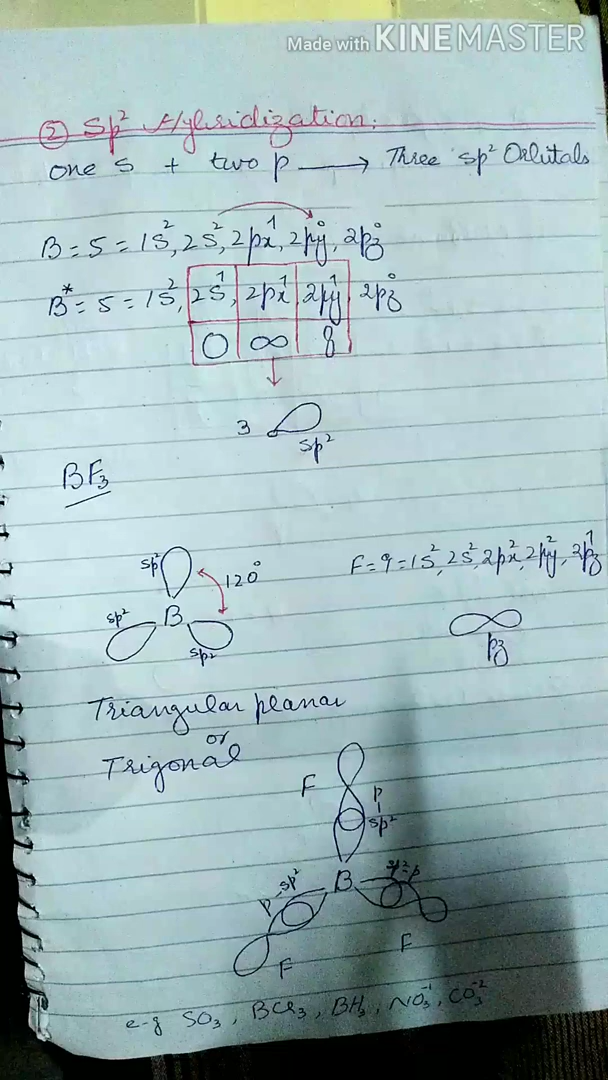 Made with KINEMASTER
② Sp² Hybridization:
one s + two p → Three sp² Orbitals
B = 5 = 1s², 2s², 2px¹, 2py⁰, 2pz⁰
B* = 5 = 1s², 2s¹, 2px¹, 2py¹, 2pz⁰
3
sp²
BF₃
sp² 120°
F = 9 = 1s², 2s², 2px², 2py², 2pz¹
sp² B
sp²
pz
Triangular planar
or
Trigonal
F p-sp²
B sp²-p
p-sp²
F F
e-g SO₃, BCl₃, BH₃, NO₃⁻¹, CO₃⁻²